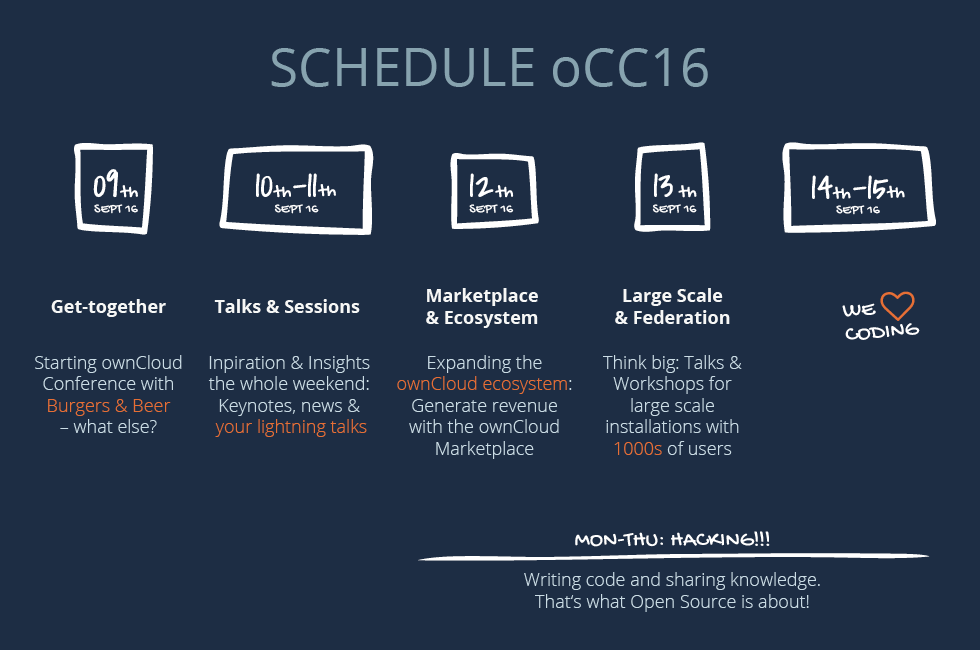 SCHEDULE oCC16
09th
SEPT 16
10th-11th
SEPT 16
12th
SEPT 16
13 th
SEPT 16
14th-15th
SEPT 16
Get-together
Starting ownCloud
Conference with
Burgers & Beer
– what else?
Talks & Sessions
Inpiration & Insights
the whole weekend:
Keynotes, news &
your lightning talks
Marketplace
& Ecosystem
Expanding the
ownCloud ecosystem:
Generate revenue
with the ownCloud
Marketplace
Large Scale
& Federation
Think big: Talks &
Workshops for
large scale
installations with
1000s of users
WE
CODING
MON-THU: HACKING!!!
Writing code and sharing knowledge.
That's what Open Source is about!